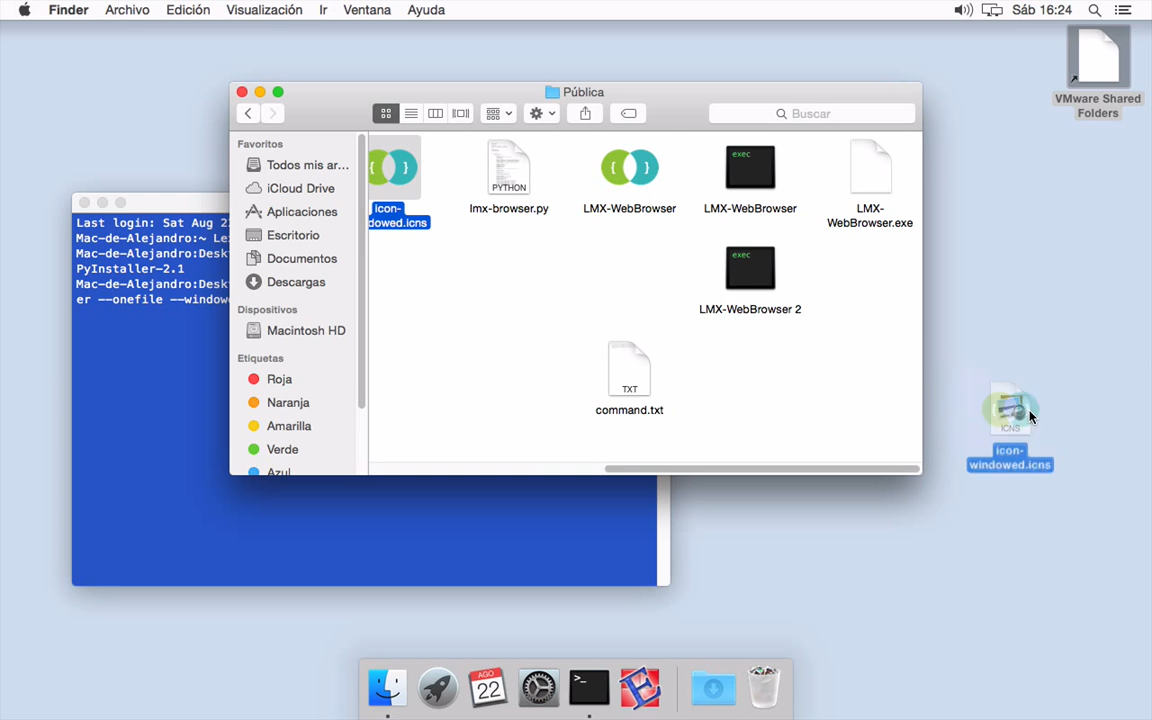 Finder Archivo Edición Visualización Ir Ventana Ayuda Sáb 16:24
VMware Shared
Folders
Pública
Buscar
Favoritos
Todos mis ar...
iCloud Drive
Aplicaciones
Escritorio
Documentos
Descargas
Dispositivos
Macintosh HD
Etiquetas
Roja
Naranja
Amarilla
Verde
Azul
icon-
dowed.icns
PYTHON
lmx-browser.py
LMX-WebBrowser
exec
LMX-WebBrowser
LMX-
WebBrowser.exe
exec
LMX-WebBrowser 2
TXT
command.txt
Last login: Sat Aug 2
Mac-de-Alejandro:~ Le
Mac-de-Alejandro:Desk
PyInstaller-2.1
Mac-de-Alejandro:Desk
er --onefile --windo
ICNS
icon-
windowed.icns
AGO
22